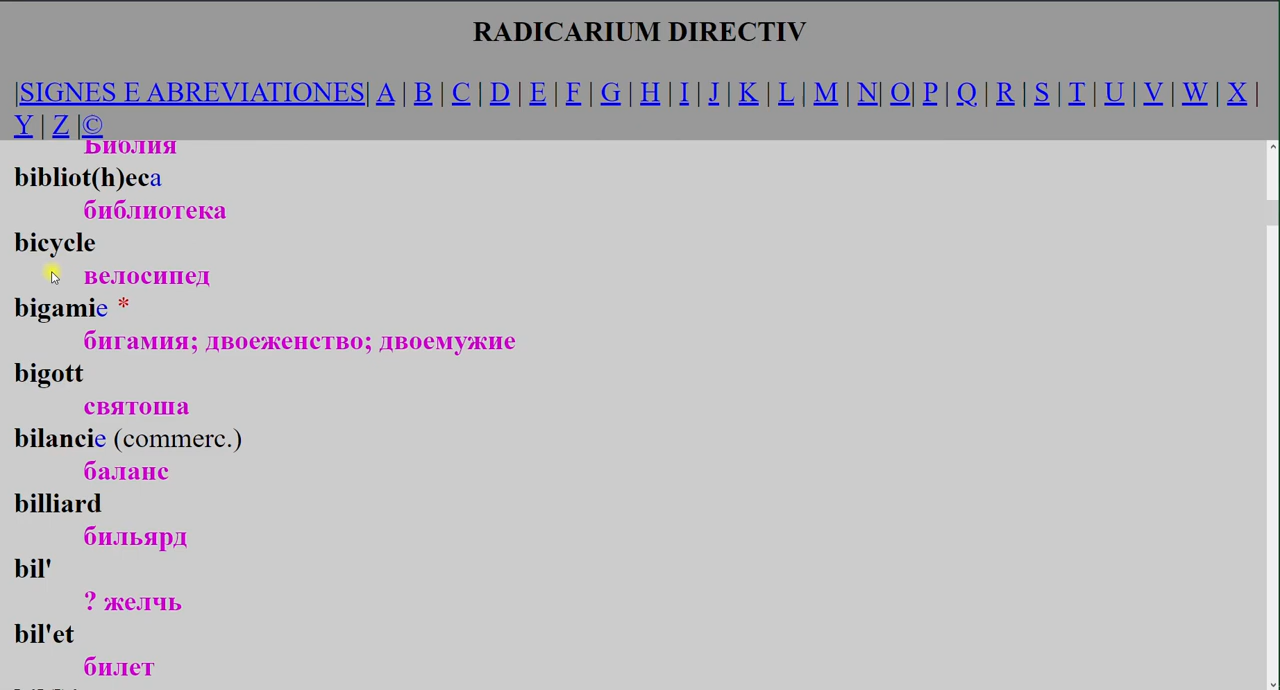 RADICARIUM DIRECTIV
|SIGNES E ABREVIATIONES| A | B | C | D | E | F | G | H | I | J | K | L | M | N| O| P | Q | R | S | T | U | V | W | X |
Y | Z |©
Библия
bibliot(h)eca
библиотека
bicycle
велосипед
bigamie *
бигамия; двоеженство; двоемужие
bigott
святоша
bilancie (commerc.)
баланс
billiard
бильярд
bil'
? желчь
bil'et
билет